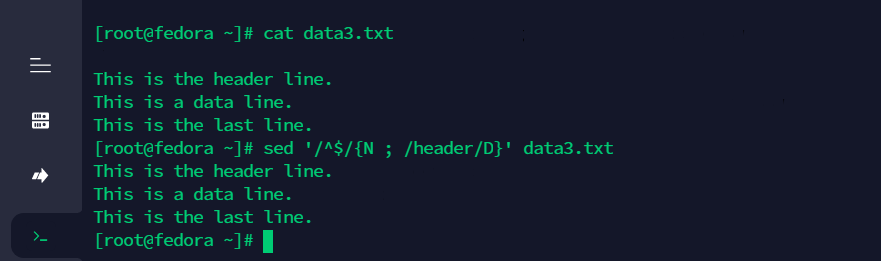 [root@fedora ~]# cat data3.txt

This is the header line.
This is a data line.
This is the last line.
[root@fedora ~]# sed '/^$/{N ; /header/D}' data3.txt
This is the header line.
This is a data line.
This is the last line.
[root@fedora ~]#